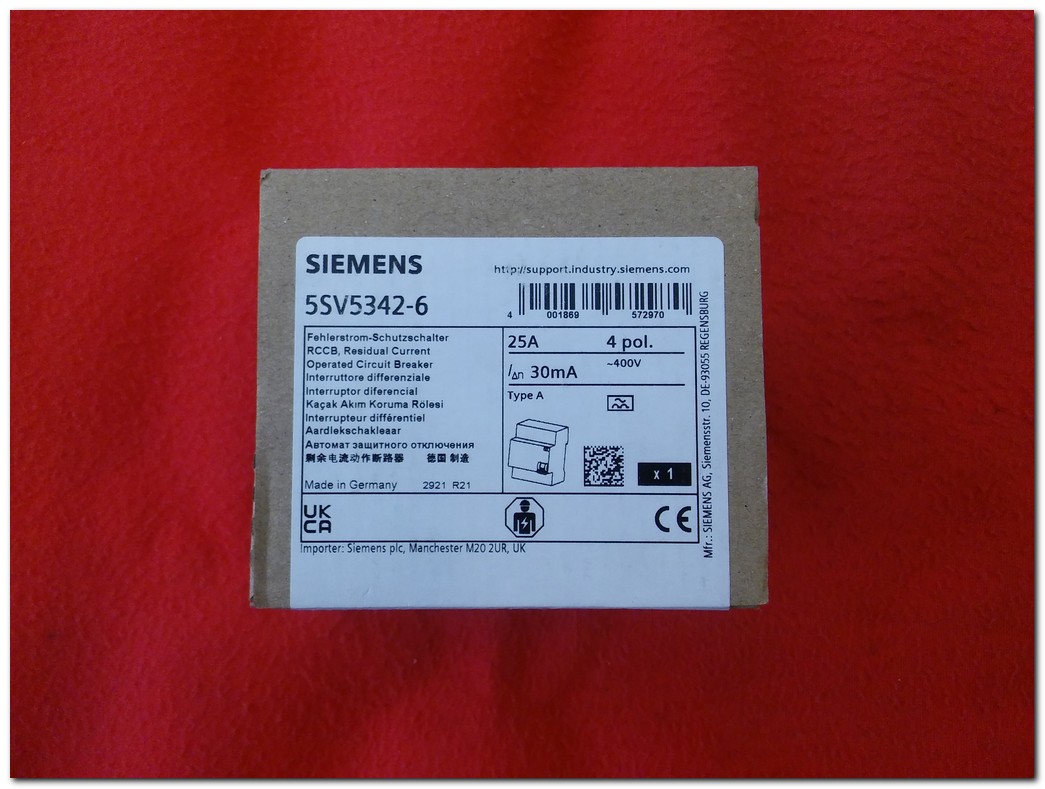 SIEMENS
http://support.industry.siemens.com
5SV5342-6
4 001869 572970
Fehlerstrom-Schutzschalter
RCCB, Residual Current
Operated Circuit Breaker
Interruttore differenziale
Interruptor diferencial
Kaçak Akım Koruma Rölesi
Interrupteur différentiel
Aardlekschakleaar
Автомат защитного отключения
剩余电流动作断路器 德国制造
Made in Germany 2921 R21
25A 4 pol.
I∆n 30mA ~400V
Type A
x 1
UK
CA
CE
Importer: Siemens plc, Manchester M20 2UR, UK
Mfr.: SIEMENS AG, Siemensstr. 10, DE-93055 REGENSBURG